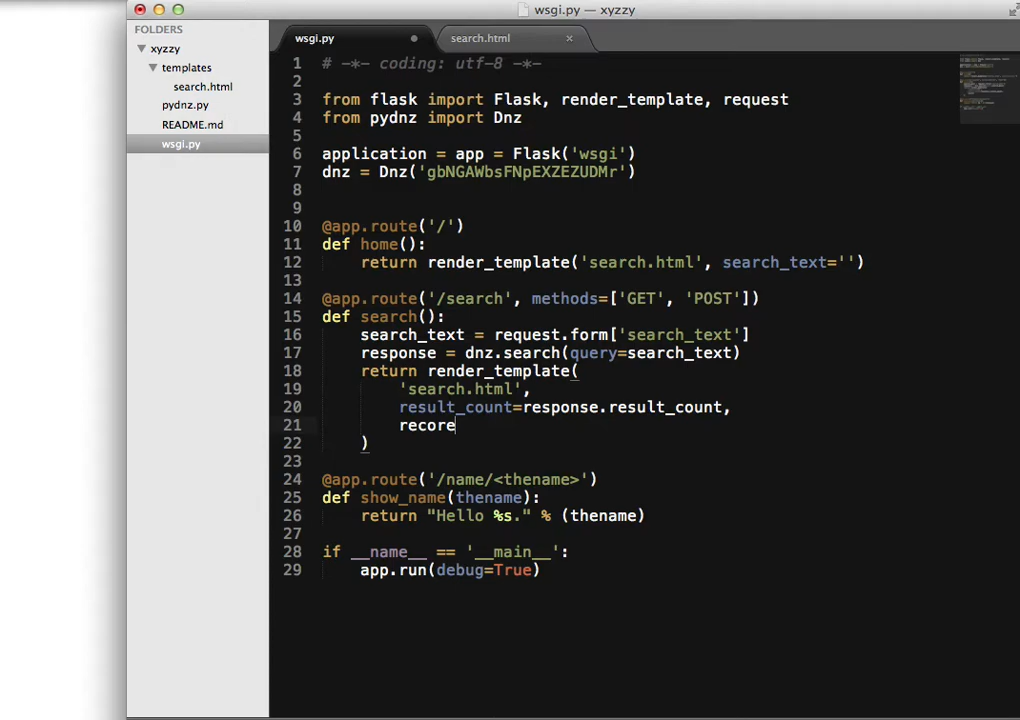 wsgi.py — xyzzy
FOLDERS
xyzzy
templates
search.html
pydnz.py
README.md
wsgi.py
wsgi.py
search.html
1 # -*- coding: utf-8 -*-
2
3 from flask import Flask, render_template, request
4 from pydnz import Dnz
5
6 application = app = Flask('wsgi')
7 dnz = Dnz('gbNGAWbsFNpEXZEZUDMr')
8
9
10 @app.route('/')
11 def home():
12 return render_template('search.html', search_text='')
13
14 @app.route('/search', methods=['GET', 'POST'])
15 def search():
16 search_text = request.form['search_text']
17 response = dnz.search(query=search_text)
18 return render_template(
19 'search.html',
20 result_count=response.result_count,
21 recore
22 )
23
24 @app.route('/name/<thename>')
25 def show_name(thename):
26 return "Hello %s." % (thename)
27
28 if __name__ == '__main__':
29 app.run(debug=True)